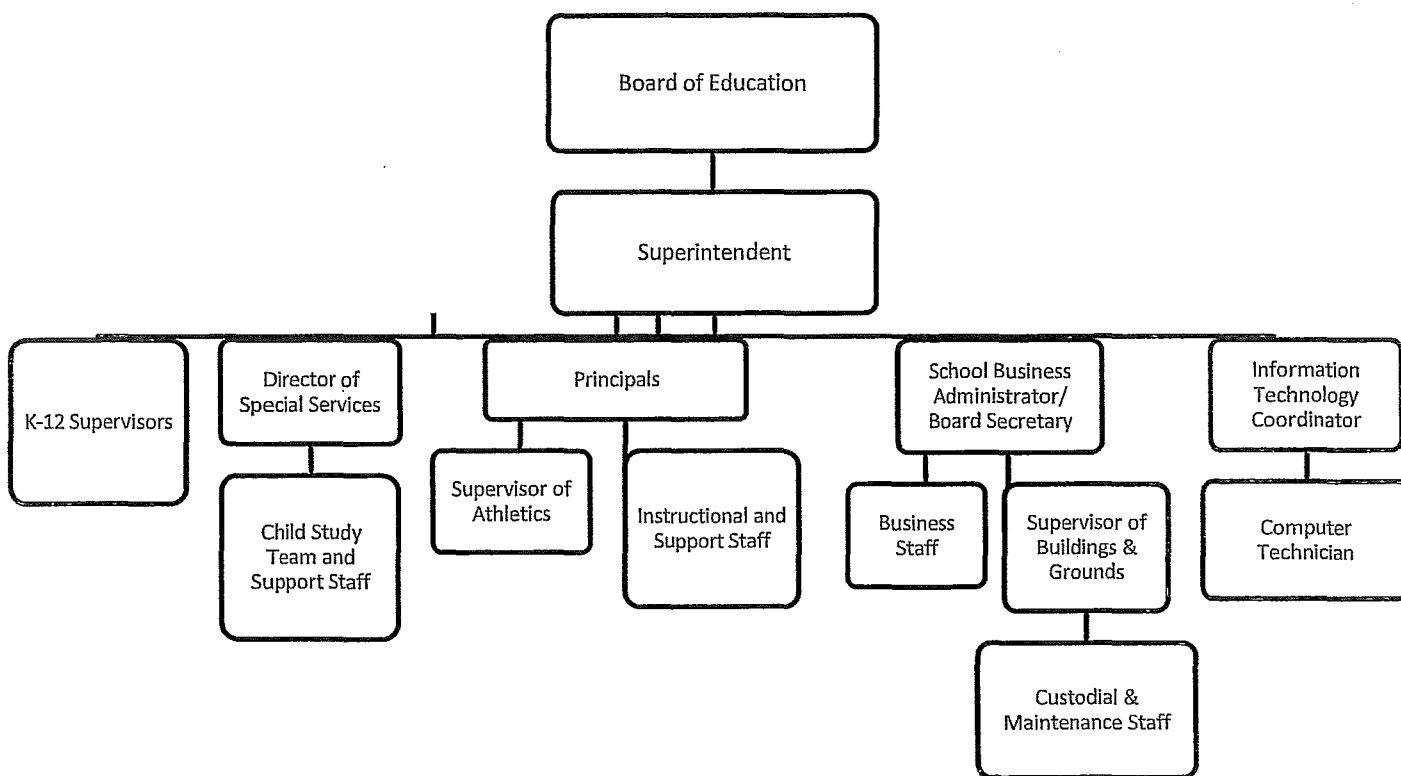 Board of Education
Superintendent
K-12 Supervisors
Director of
Special Services
Principals
School Business
Administrator/
Board Secretary
Information
Technology
Coordinator
Child Study
Team and
Support Staff
Supervisor of
Athletics
Instructional and
Support Staff
Business
Staff
Supervisor of
Buildings &
Grounds
Computer
Technician
Custodial &
Maintenance Staff